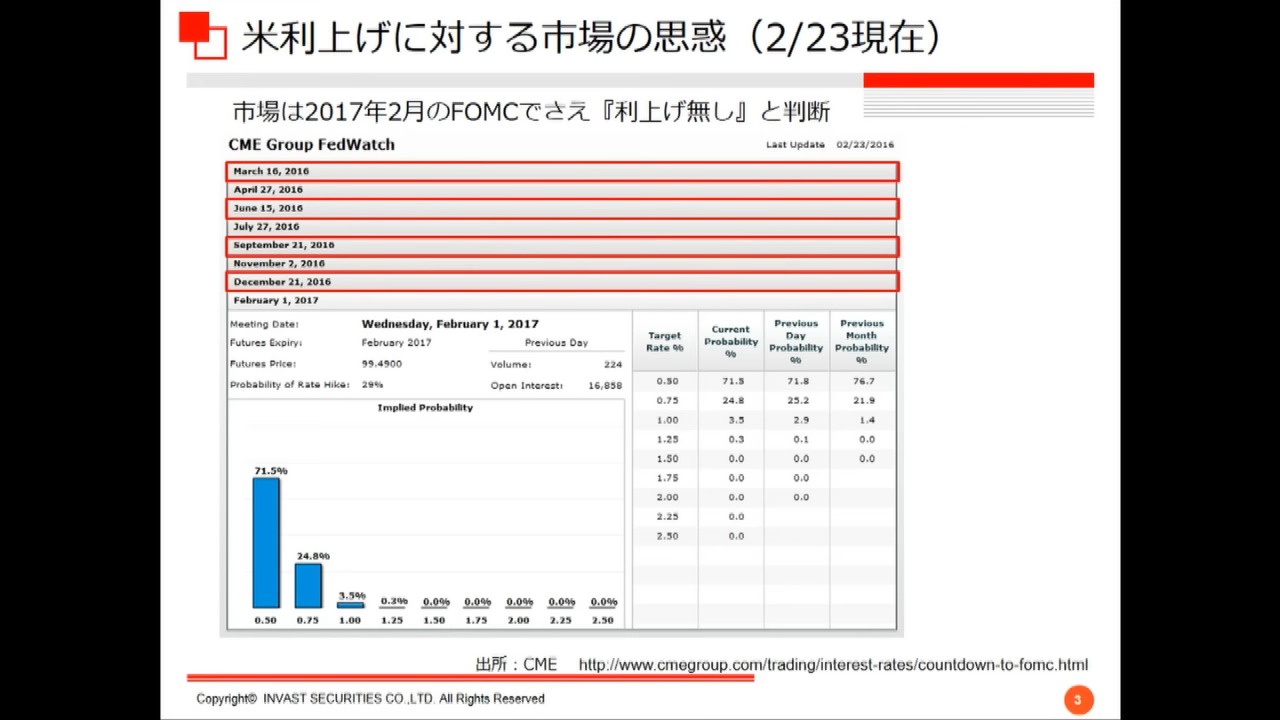 米利上げに対する市場の思惑（2/23現在）
市場は2017年2月のFOMCでさえ『利上げ無し』と判断
CME Group FedWatch
Last Update 02/23/2016
March 16, 2016
April 27, 2016
June 15, 2016
July 27, 2016
September 21, 2016
November 2, 2016
December 21, 2016
February 1, 2017
Meeting Date: Wednesday, February 1, 2017
Futures Expiry: February 2017 Previous Day
Futures Price: 99.4900 Volume: 224
Probability of Rate Hike: 29% Open Interest: 16,858
Implied Probability
71.5%
24.8%
3.5% 0.3% 0.0% 0.0% 0.0% 0.0% 0.0%
0.50 0.75 1.00 1.25 1.50 1.75 2.00 2.25 2.50
Target Rate % Current Probability % Previous Day Probability % Previous Month Probability %
0.50 71.5 71.8 76.7
0.75 24.8 25.2 21.9
1.00 3.5 2.9 1.4
1.25 0.3 0.1 0.0
1.50 0.0 0.0 0.0
1.75 0.0 0.0
2.00 0.0 0.0
2.25 0.0
2.50 0.0
出所：CME http://www.cmegroup.com/trading/interest-rates/countdown-to-fomc.html
Copyright© INVAST SECURITIES CO.,LTD. All Rights Reserved
3